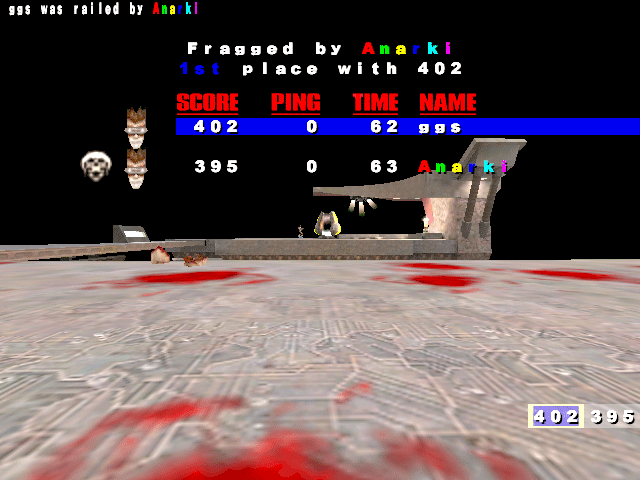 ggs was railed by Anarki
Fragged by Anarki
1st place with 402
SCORE PING TIME NAME
402 0 62 ggs
395 0 63 Anarki
402 395